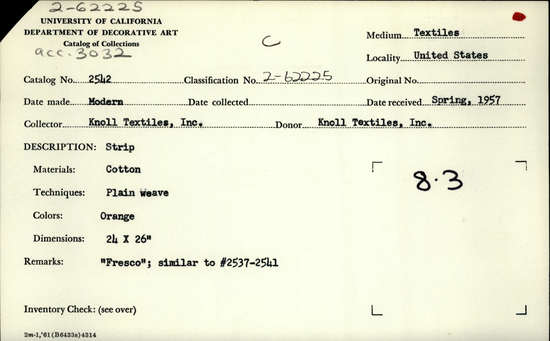 2-62225
UNIVERSITY OF CALIFORNIA
DEPARTMENT OF DECORATIVE ART
Catalog of Collections
acc. 3032
C
Medium Textiles
Locality United States
Catalog No. 2542 Classification No. 2-62225 Original No.
Date made Modern Date collected Date received Spring, 1957
Collector Knoll Textiles, Inc. Donor Knoll Textiles, Inc.
DESCRIPTION: Strip
Materials: Cotton
Techniques: Plain weave
Colors: Orange
Dimensions: 24 X 26"
Remarks: "Fresco"; similar to #2537-2541
8.3
Inventory Check: (see over)
2m-1,'61(B6433s)4314